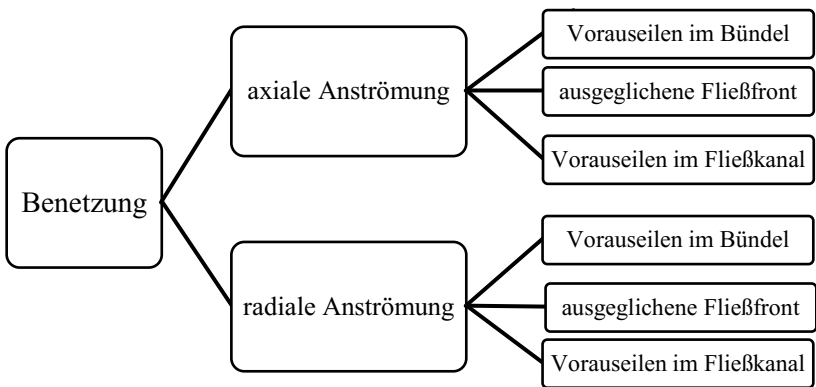 Benetzung
axiale Anströmung
Vorauseilen im Bündel
ausgeglichene Fließfront
Vorauseilen im Fließkanal
radiale Anströmung
Vorauseilen im Bündel
ausgeglichene Fließfront
Vorauseilen im Fließkanal